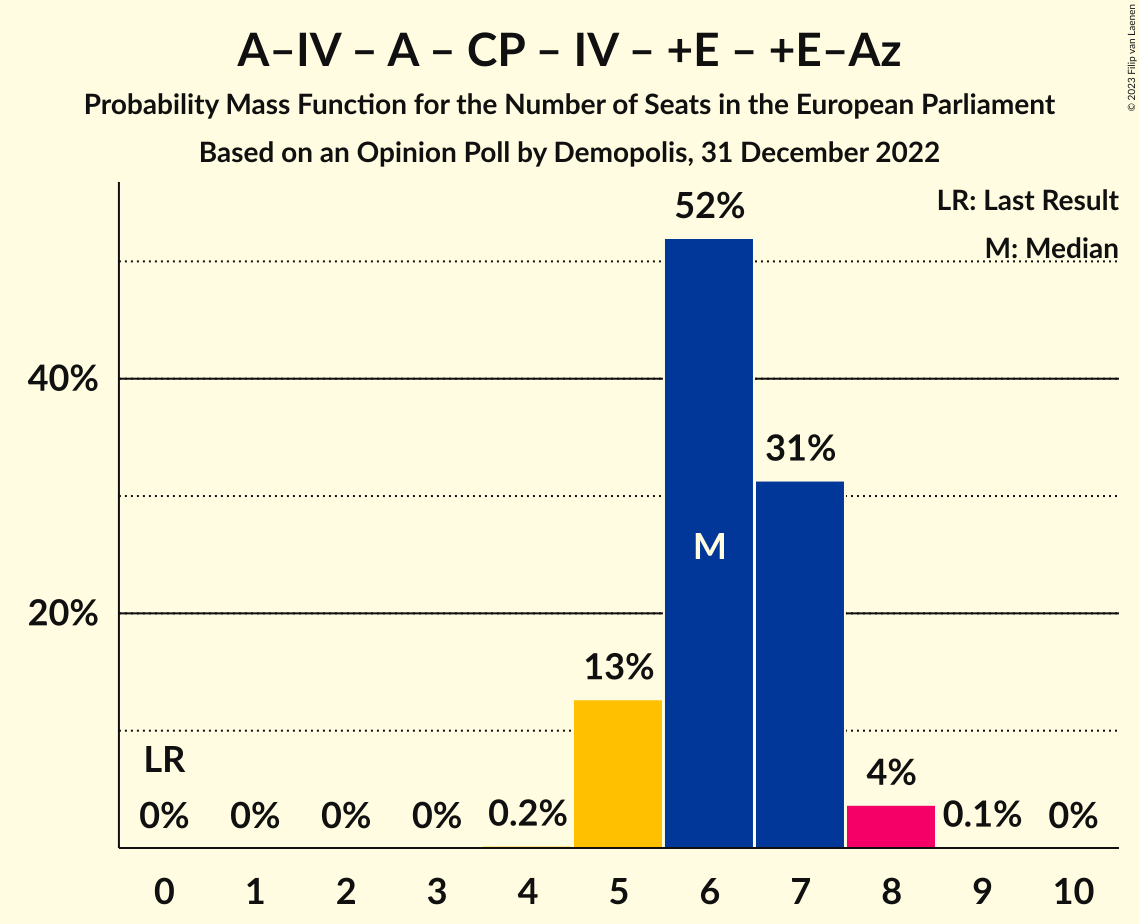 A–IV – A – CP – IV – +E – +E–Az
Probability Mass Function for the Number of Seats in the European Parliament
Based on an Opinion Poll by Demopolis, 31 December 2022
© 2023 Filip van Laenen
LR: Last Result
M: Median
52%
40%
31%
M
20%
13%
LR
4%
0% 0% 0% 0% 0.2% 0.1% 0%
0 1 2 3 4 5 6 7 8 9 10